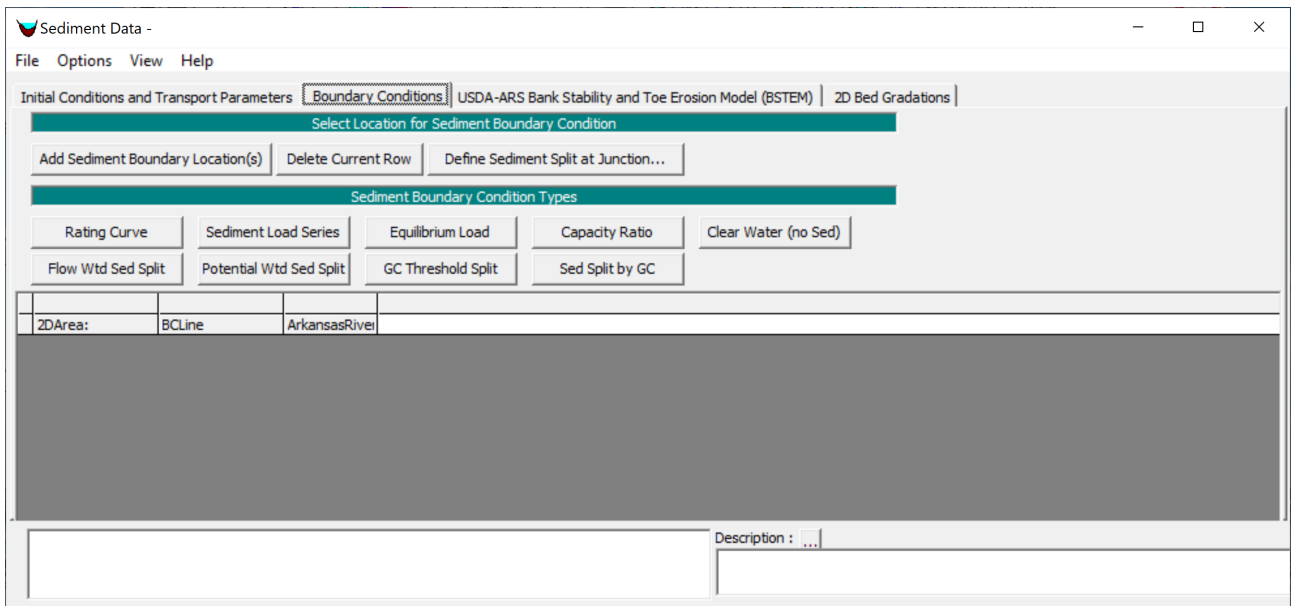 Sediment Data -
File Options View Help
Initial Conditions and Transport Parameters Boundary Conditions USDA-ARS Bank Stability and Toe Erosion Model (BSTEM) 2D Bed Gradations
Select Location for Sediment Boundary Condition
Add Sediment Boundary Location(s) Delete Current Row Define Sediment Split at Junction...
Sediment Boundary Condition Types
Rating Curve Sediment Load Series Equilibrium Load Capacity Ratio Clear Water (no Sed)
Flow Wtd Sed Split Potential Wtd Sed Split GC Threshold Split Sed Split by GC
2DArea: BCLine ArkansasRiver
Description : ...